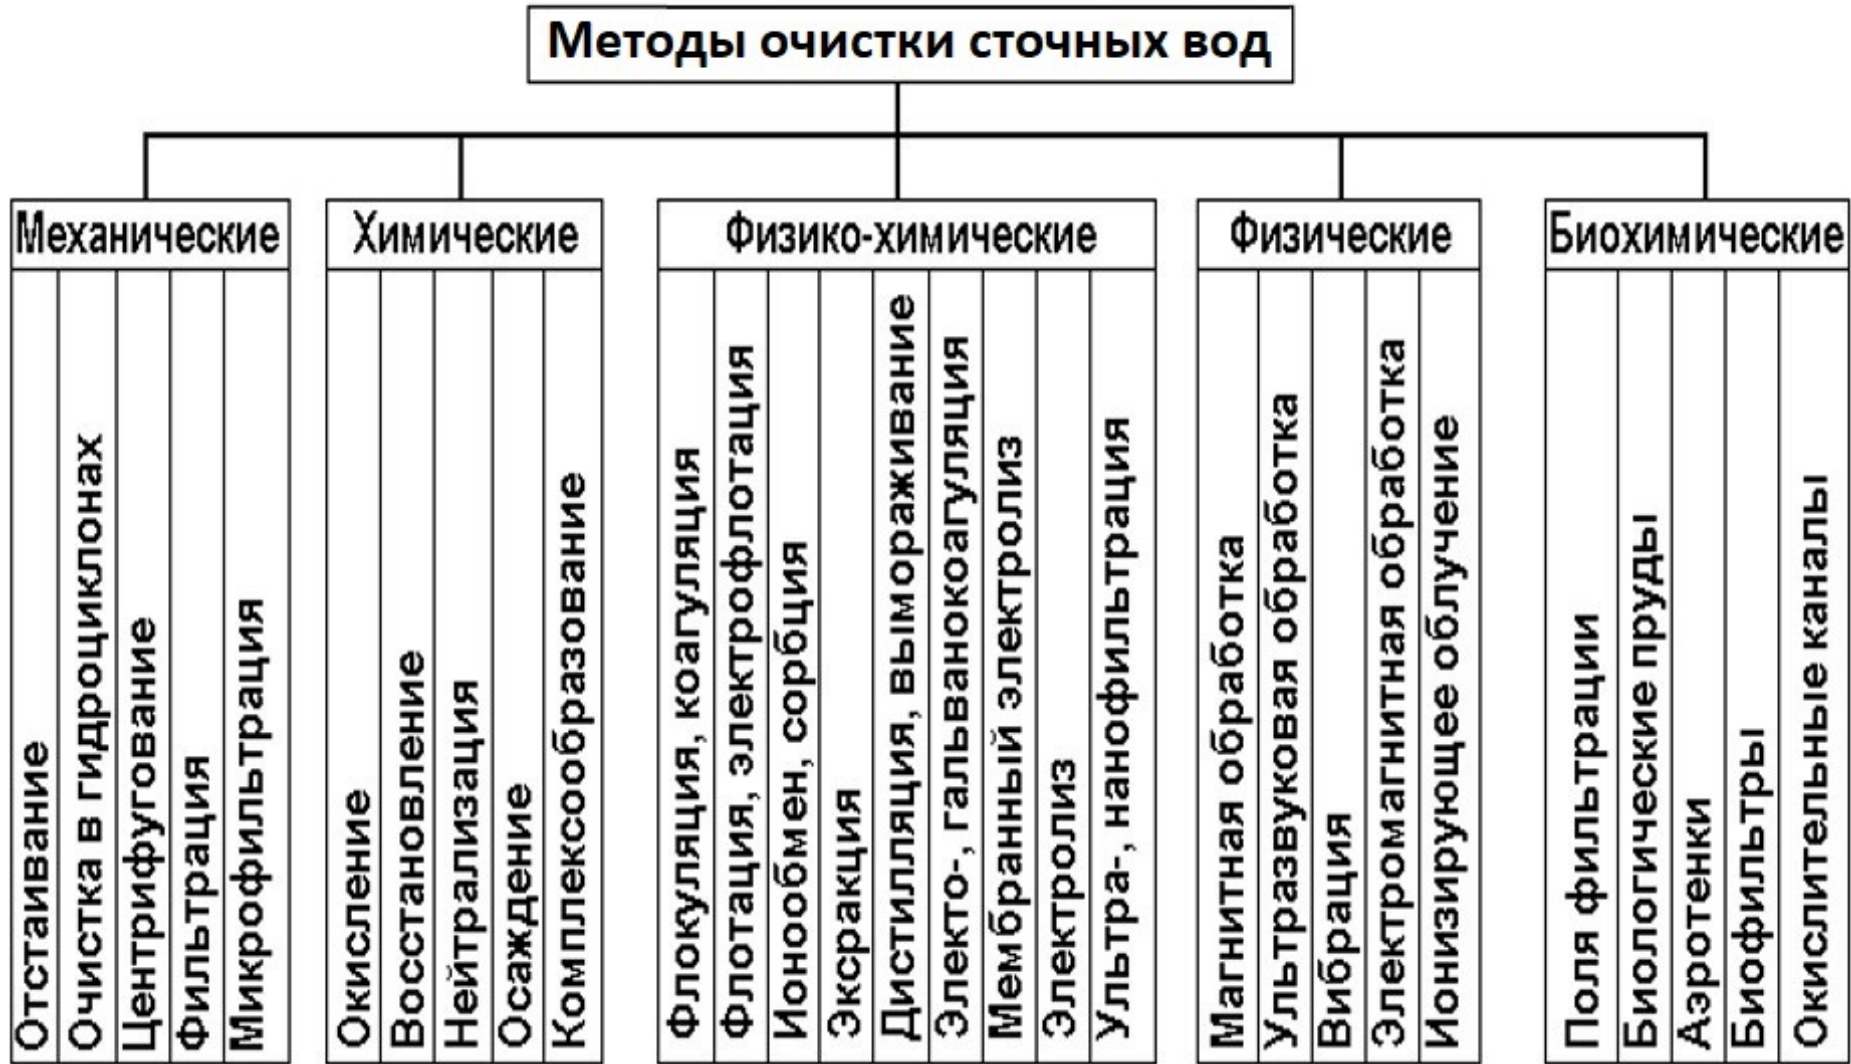 Методы очистки сточных вод
Механические
Отстаивание
Очистка в гидроциклонах
Центрифугование
Фильтрация
Микрофильтрация
Химические
Окисление
Восстановление
Нейтрализация
Осаждение
Комплексообразование
Физико-химические
Флокуляция, коагуляция
Флотация, электрофлотация
Ионообмен, сорбция
Эксракция
Дистилляция, вымораживание
Электо-, гальванокоагуляция
Мембранный электролиз
Электролиз
Ультра-, нанофильтрация
Физические
Магнитная обработка
Ультразвуковая обработка
Вибрация
Электромагнитная обработка
Ионизирующее облучение
Биохимические
Поля фильтрации
Биологические пруды
Аэротенки
Биофильтры
Окислительные каналы